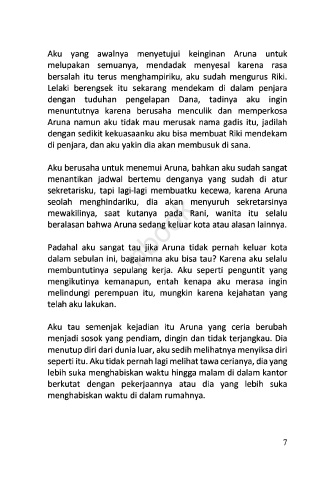 Aku yang awalnya menyetujui keinginan Aruna untuk
melupakan semuanya, mendadak menyesal karena rasa
bersalah itu terus menghampiriku, aku sudah mengurus Riki.
Lelaki berengsek itu sekarang mendekam di dalam penjara
dengan tuduhan pengelapan Dana, tadinya aku ingin
menuntutnya karena berusaha menculik dan memperkosa
Aruna namun aku tidak mau merusak nama gadis itu, jadilah
dengan sedikit kekuasaanku aku bisa membuat Riki mendekam
di penjara, dan aku yakin dia akan membusuk di sana.
Aku berusaha untuk menemui Aruna, bahkan aku sudah sangat
menantikan jadwal bertemu denganya yang sudah di atur
sekretarisku, tapi lagi-lagi membuatku kecewa, karena Aruna
seolah menghindariku, dia akan menyuruh sekretarsinya
mewakilinya, saat kutanya pada Rani, wanita itu selalu
beralasan bahwa Aruna sedang keluar kota atau alasan lainnya.
Padahal aku sangat tau jika Aruna tidak pernah keluar kota
dalam sebulan ini, bagaiamna aku bisa tau? Karena aku selalu
membuntutinya sepulang kerja. Aku seperti penguntit yang
mengikutinya kemanapun, entah kenapa aku merasa ingin
melindungi perempuan itu, mungkin karena kejahatan yang
telah aku lakukan.
Aku tau semenjak kejadian itu Aruna yang ceria berubah
menjadi sosok yang pendiam, dingin dan tidak terjangkau. Dia
menutup diri dari dunia luar, aku sedih melihatnya menyiksa diri
seperti itu. Aku tidak pernah lagi melihat tawa cerianya, dia yang
lebih suka menghabiskan waktu hingga malam di dalam kantor
berkutat dengan pekerjaannya atau dia yang lebih suka
menghabiskan waktu di dalam rumahnya.
7